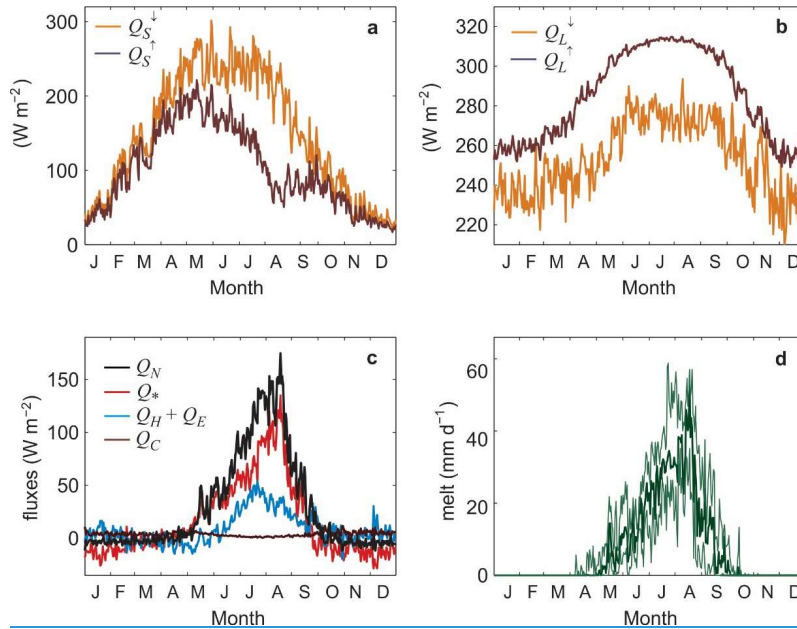 a
Q_S↓
Q_S↑
300
200
100
0
(W m⁻²)
J F M A M J J A S O N D
Month
b
Q_L↓
Q_L↑
320
300
280
260
240
220
(W m⁻²)
J F M A M J J A S O N D
Month
c
Q_N
Q_*
Q_H + Q_E
Q_C
150
100
50
0
fluxes (W m⁻²)
J F M A M J J A S O N D
Month
d
60
40
20
0
melt (mm d⁻¹)
J F M A M J J A S O N D
Month